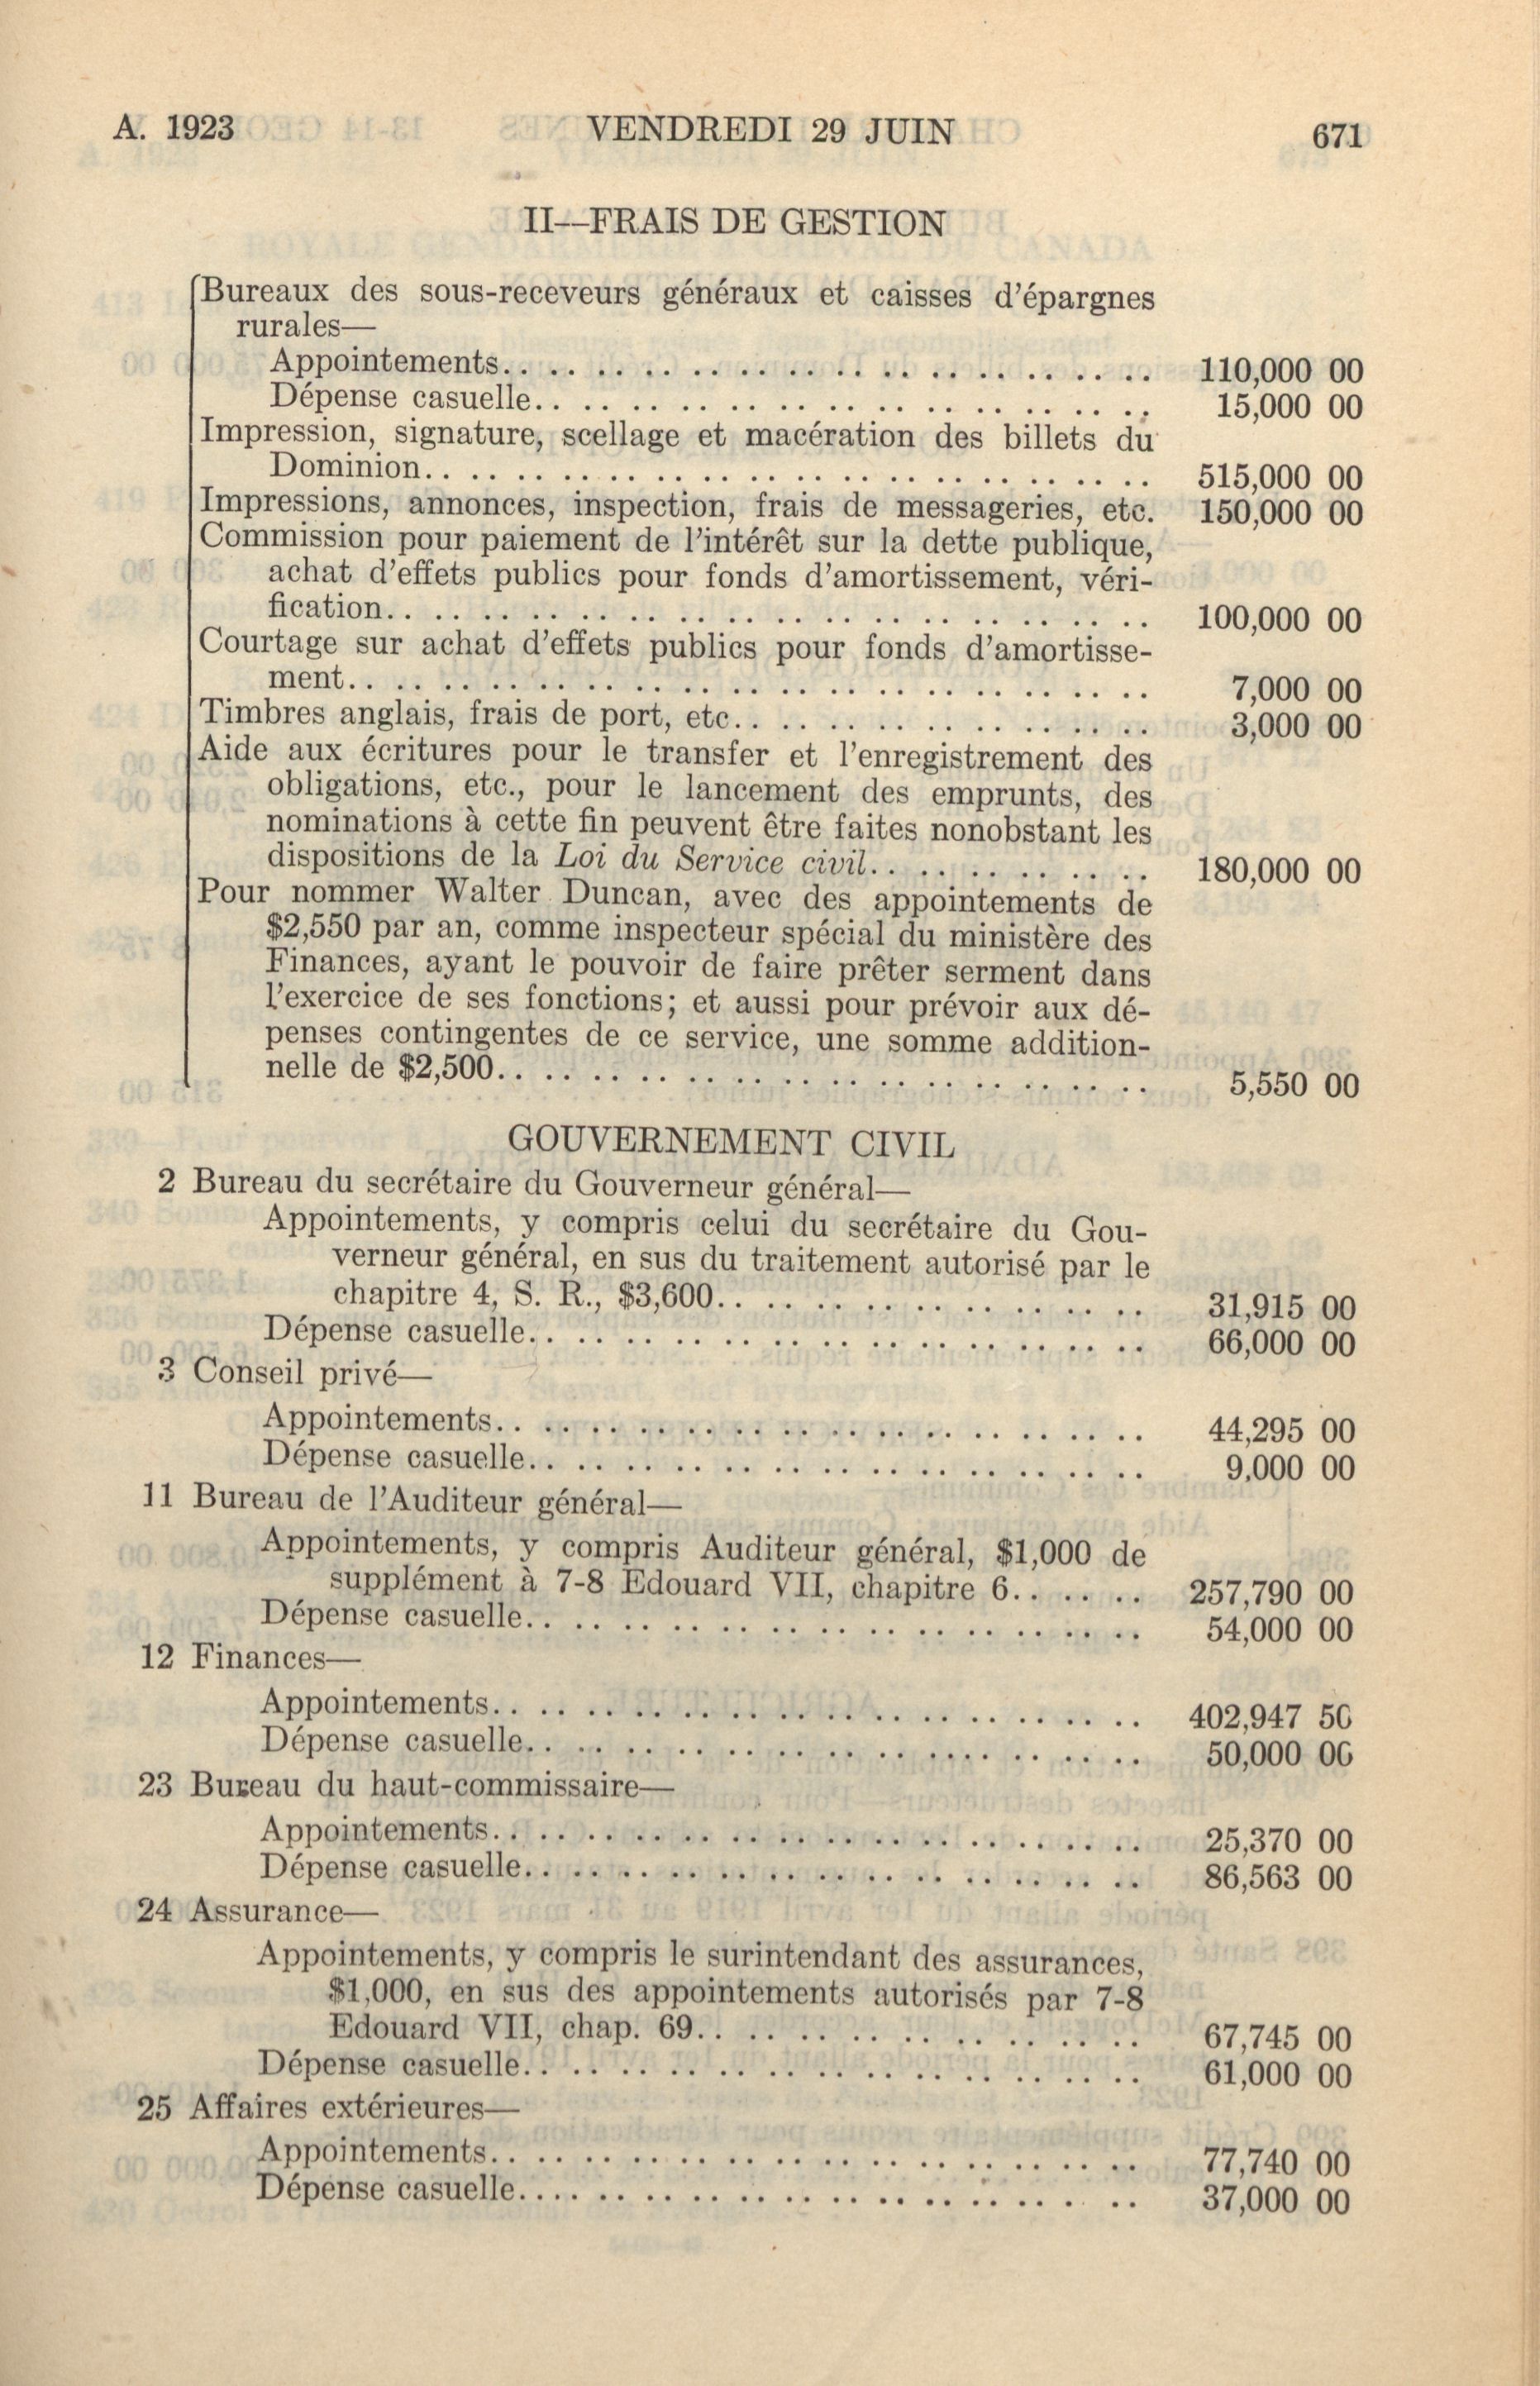 A. 1923 VENDREDI 29 JUIN 671
II—FRAIS DE GESTION
Bureaux des sous-receveurs généraux et caisses d'épargnes
rurales—
Appointements.. .. .. .. .. .. .. .. .. .. .. .. .. .. 110,000 00
Dépense casuelle.. .. .. .. .. .. .. .. .. .. .. .. .. 15,000 00
Impression, signature, scellage et macération des billets du
Dominion.. .. .. .. .. .. .. .. .. .. .. .. .. .. .. .. 515,000 00
Impressions, annonces, inspection, frais de messageries, etc. 150,000 00
Commission pour paiement de l'intérêt sur la dette publique,
achat d'effets publics pour fonds d'amortissement, véri-
fication.. .. .. .. .. .. .. .. .. .. .. .. .. .. .. .. 100,000 00
Courtage sur achat d'effets publics pour fonds d'amortisse-
ment.. .. .. .. .. .. .. .. .. .. .. .. .. .. .. .. .. 7,000 00
Timbres anglais, frais de port, etc.. .. .. .. .. .. .. .. .. 3,000 00
Aide aux écritures pour le transfer et l'enregistrement des
obligations, etc., pour le lancement des emprunts, des
nominations à cette fin peuvent être faites nonobstant les
dispositions de la Loi du Service civil.. .. .. .. .. .. 180,000 00
Pour nommer Walter Duncan, avec des appointements de
$2,550 par an, comme inspecteur spécial du ministère des
Finances, ayant le pouvoir de faire prêter serment dans
l'exercice de ses fonctions; et aussi pour prévoir aux dé-
penses contingentes de ce service, une somme addition-
nelle de $2,500.. .. .. .. .. .. .. .. .. .. .. .. .. .. 5,550 00
GOUVERNEMENT CIVIL
2 Bureau du secrétaire du Gouverneur général—
Appointements, y compris celui du secrétaire du Gou-
verneur général, en sus du traitement autorisé par le
chapitre 4, S. R., $3,600.. .. .. .. .. .. .. .. .. 31,915 00
Dépense casuelle.. .. .. .. .. .. .. .. .. .. .. .. .. 66,000 00
3 Conseil privé—
Appointements.. .. .. .. .. .. .. .. .. .. .. .. .. .. 44,295 00
Dépense casuelle.. .. .. .. .. .. .. .. .. .. .. .. .. 9,000 00
11 Bureau de l'Auditeur général—
Appointements, y compris Auditeur général, $1,000 de
supplément à 7-8 Edouard VII, chapitre 6.. .. .. 257,790 00
Dépense casuelle.. .. .. .. .. .. .. .. .. .. .. .. .. 54,000 00
12 Finances—
Appointements.. .. .. .. .. .. .. .. .. .. .. .. .. .. 402,947 50
Dépense casuelle.. .. .. .. .. .. .. .. .. .. .. .. .. 50,000 00
23 Bureau du haut-commissaire—
Appointements.. .. .. .. .. .. .. .. .. .. .. .. .. .. 25,370 00
Dépense casuelle.. .. .. .. .. .. .. .. .. .. .. .. .. 86,563 00
24 Assurance—
Appointements, y compris le surintendant des assurances,
$1,000, en sus des appointements autorisés par 7-8
Edouard VII, chap. 69.. .. .. .. .. .. .. .. .. .. 67,745 00
Dépense casuelle.. .. .. .. .. .. .. .. .. .. .. .. .. 61,000 00
25 Affaires extérieures—
Appointements.. .. .. .. .. .. .. .. .. .. .. .. .. .. 77,740 00
Dépense casuelle.. .. .. .. .. .. .. .. .. .. .. .. .. 37,000 00